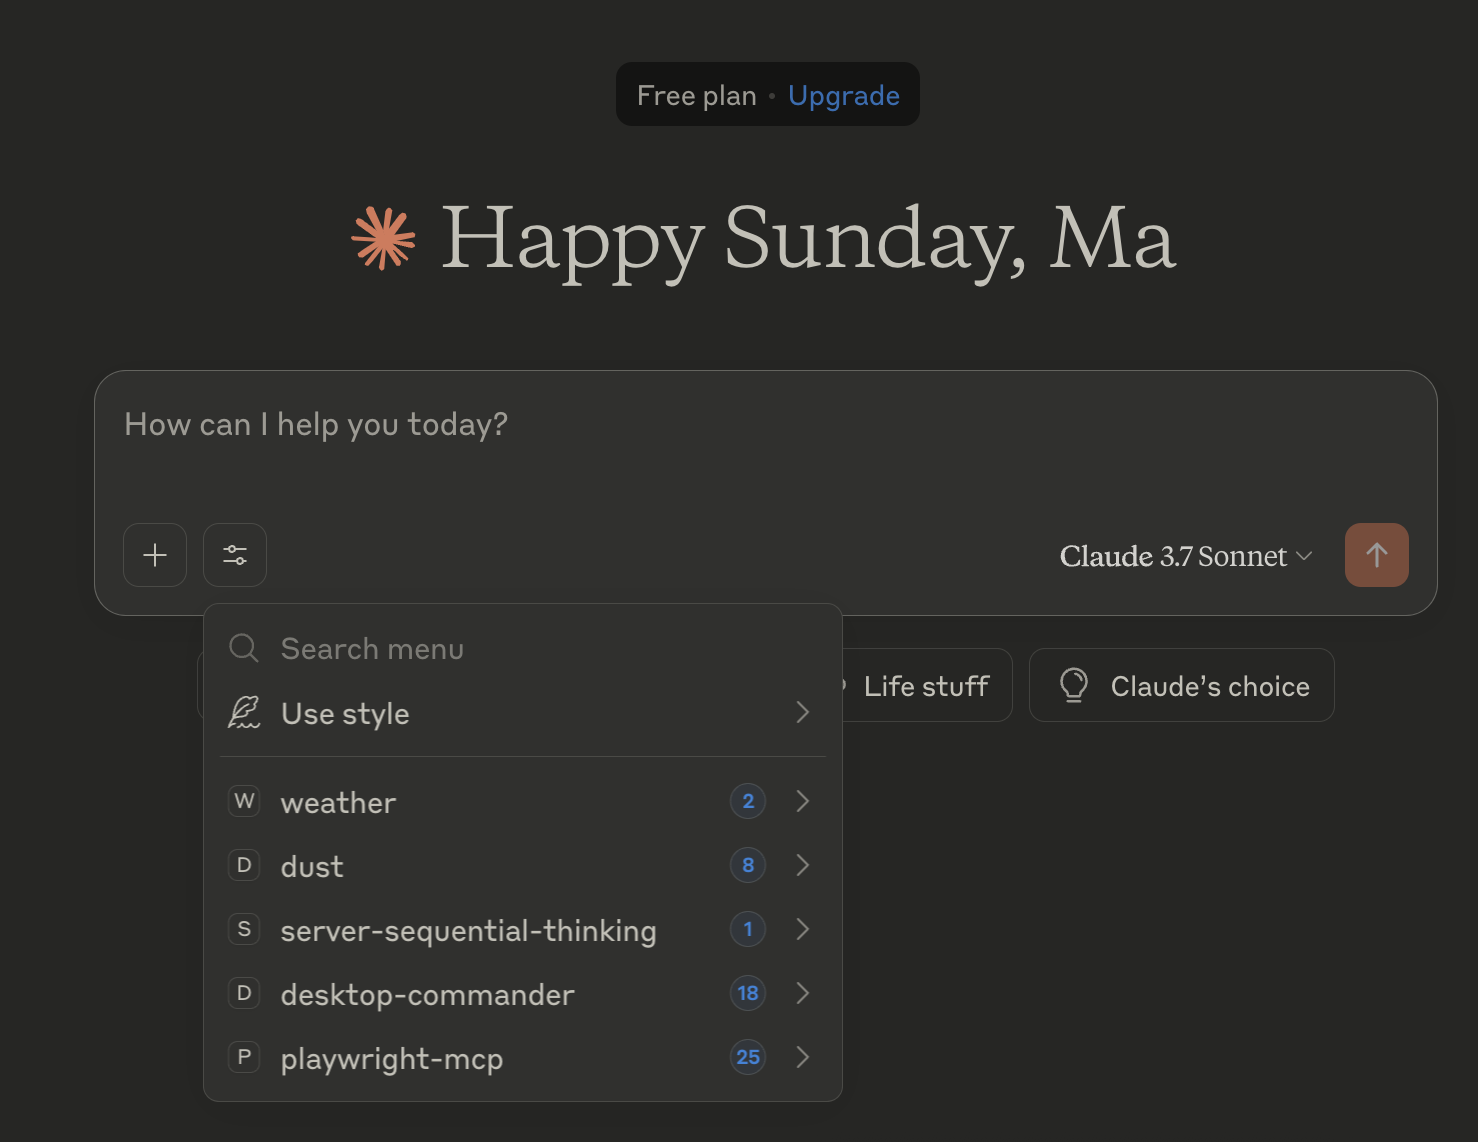 Free plan • Upgrade
Happy Sunday, Ma
How can I help you today?
Claude 3.7 Sonnet
Search menu
Use style
Life stuff
Claude’s choice
W weather 2
D dust 8
S server-sequential-thinking 1
D desktop-commander 18
P playwright-mcp 25